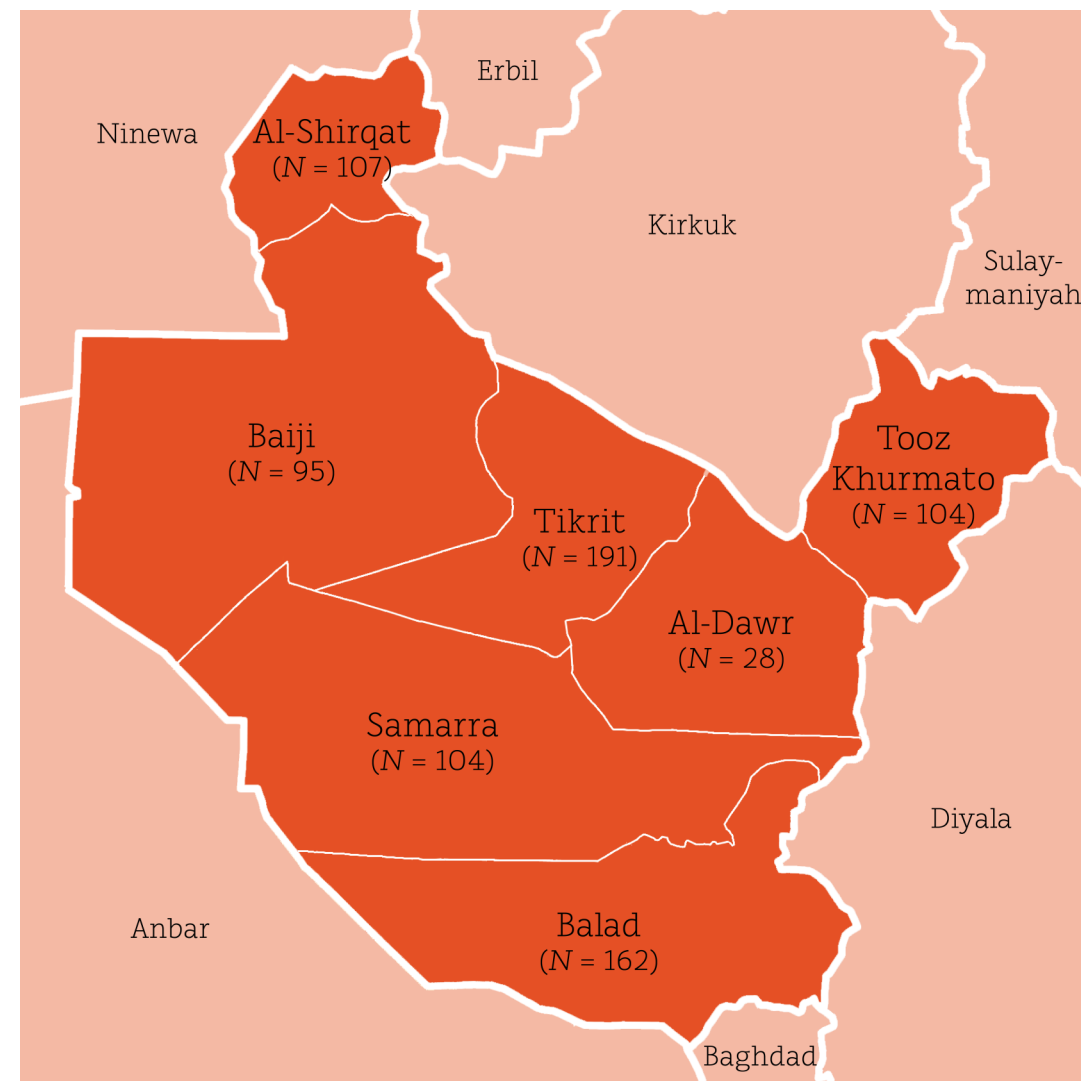 Erbil
Ninewa
Al-Shirqat
(N = 107)
Kirkuk
Sulay-
maniyah
Baiji
(N = 95)
Tooz
Khurmato
(N = 104)
Tikrit
(N = 191)
Al-Dawr
(N = 28)
Samarra
(N = 104)
Diyala
Anbar
Balad
(N = 162)
Baghdad